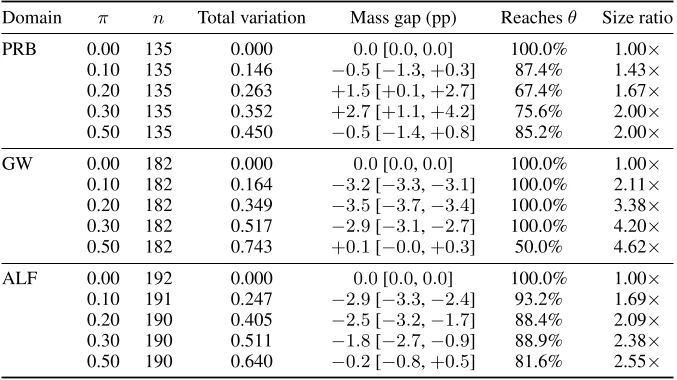 Domain π n Total variation Mass gap (pp) Reaches θ Size ratio
PRB 0.00 135 0.000 0.0 [0.0, 0.0] 100.0% 1.00×
0.10 135 0.146 −0.5 [−1.3, +0.3] 87.4% 1.43×
0.20 135 0.263 +1.5 [+0.1, +2.7] 67.4% 1.67×
0.30 135 0.352 +2.7 [+1.1, +4.2] 75.6% 2.00×
0.50 135 0.450 −0.5 [−1.4, +0.8] 85.2% 2.00×
GW 0.00 182 0.000 0.0 [0.0, 0.0] 100.0% 1.00×
0.10 182 0.164 −3.2 [−3.3, −3.1] 100.0% 2.11×
0.20 182 0.349 −3.5 [−3.7, −3.4] 100.0% 3.38×
0.30 182 0.517 −2.9 [−3.1, −2.7] 100.0% 4.20×
0.50 182 0.743 +0.1 [−0.0, +0.3] 50.0% 4.62×
ALF 0.00 192 0.000 0.0 [0.0, 0.0] 100.0% 1.00×
0.10 191 0.247 −2.9 [−3.3, −2.4] 93.2% 1.69×
0.20 190 0.405 −2.5 [−3.2, −1.7] 88.4% 2.09×
0.30 190 0.511 −1.8 [−2.7, −0.9] 88.9% 2.38×
0.50 190 0.640 −0.2 [−0.8, +0.5] 81.6% 2.55×